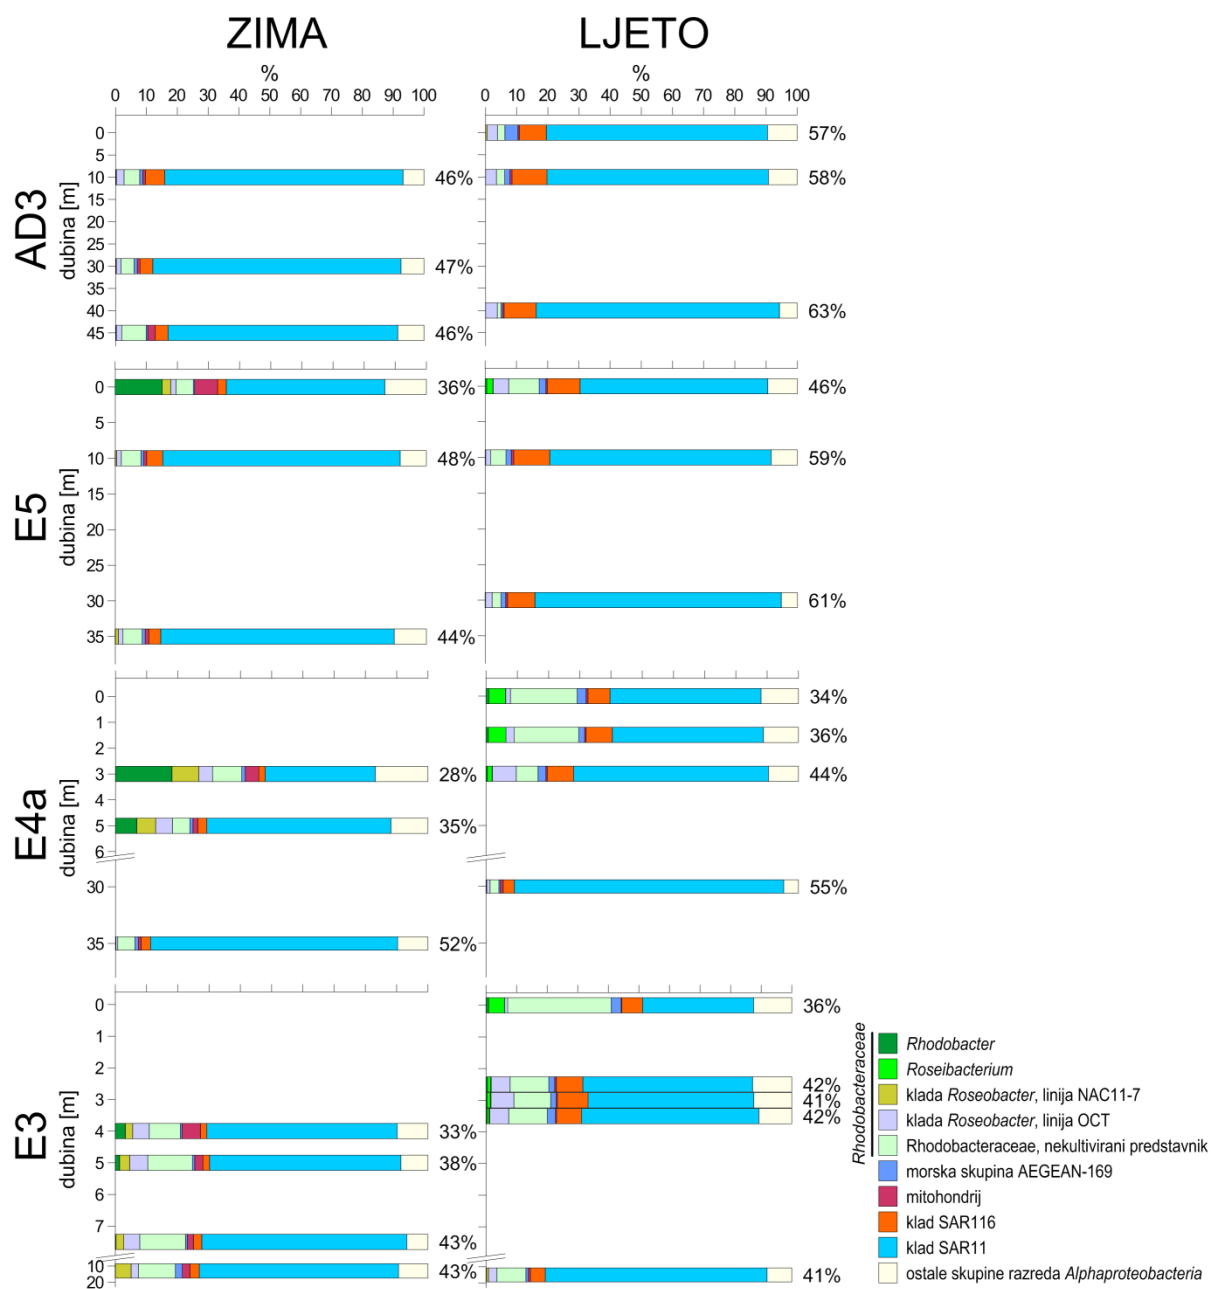 ZIMA LJETO
% %
0 10 20 30 40 50 60 70 80 90 100 0 10 20 30 40 50 60 70 80 90 100
AD3
dubina [m]
0 57%
5
10 46% 58%
15
20
25
30 47%
35
40 63%
45 46%
E5
dubina [m]
0 36% 46%
5
10 48% 59%
15
20
25
30 61%
35 44%
E4a
dubina [m]
0 34%
1 36%
2
3 28% 44%
4
5 35%
6
30 55%
35 52%
E3
dubina [m]
0 36%
1
2
42%
3 41%
42%
4 33%
5 38%
6
7
43%
10 43% 41%
20
Rhodobacteraceae
Rhodobacter
Roseibacterium
klada Roseobacter, linija NAC11-7
klada Roseobacter, linija OCT
Rhodobacteraceae, nekultivirani predstavnik
morska skupina AEGEAN-169
mitohondrij
klad SAR116
klad SAR11
ostale skupine razreda Alphaproteobacteria